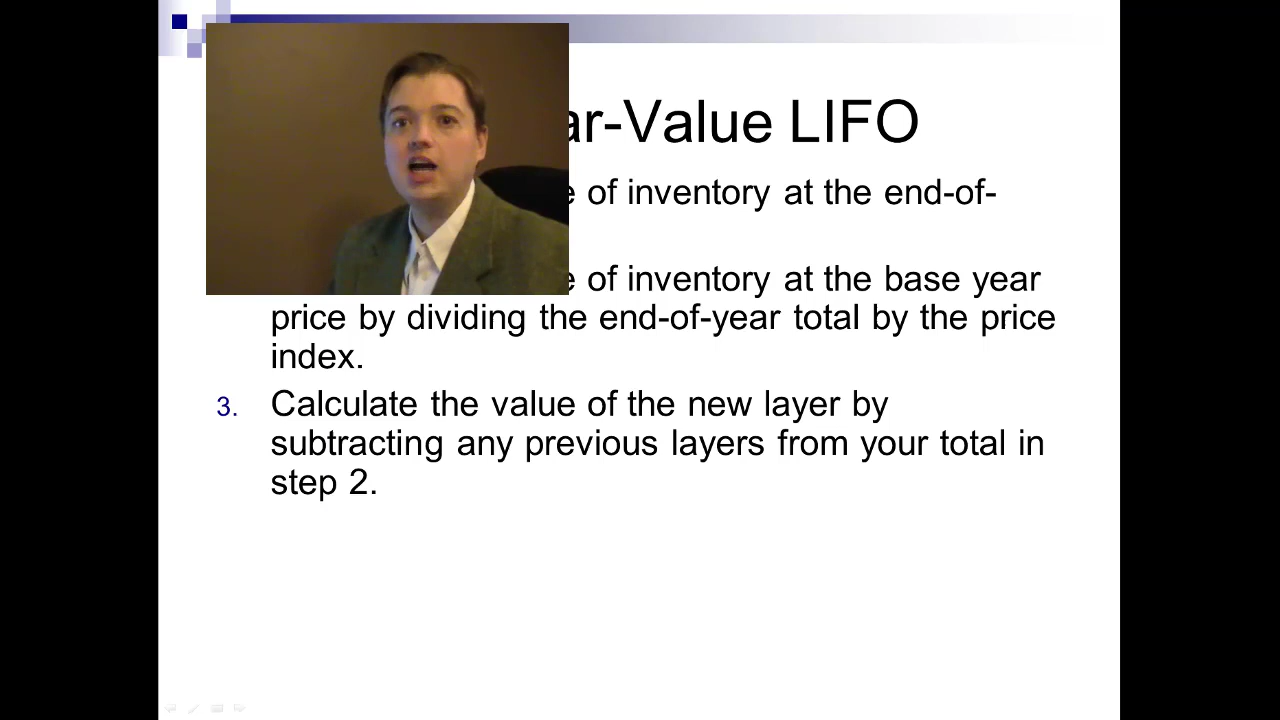 ar-Value LIFO
of inventory at the end-of-
of inventory at the base year
price by dividing the end-of-year total by the price
index.
3. Calculate the value of the new layer by
subtracting any previous layers from your total in
step 2.